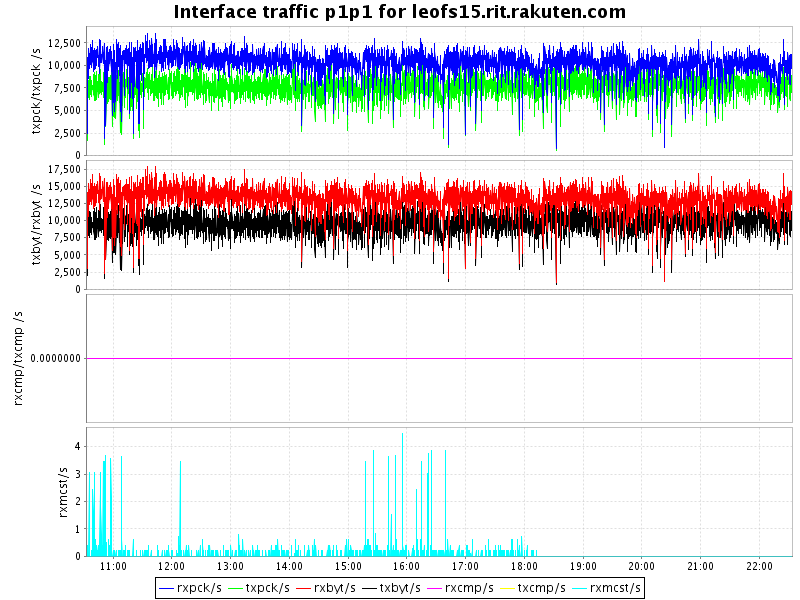 Interface traffic p1p1 for leofs15.rit.rakuten.com
txpck/txpck /s
12,500
10,000
7,500
5,000
2,500
0
txbyt/rxbyt /s
17,500
15,000
12,500
10,000
7,500
5,000
2,500
0
rxcmp/txcmp /s
0.0000000
rxmcst/s
4
3
2
1
0
11:00 12:00 13:00 14:00 15:00 16:00 17:00 18:00 19:00 20:00 21:00 22:00
rxpck/s txpck/s rxbyt/s txbyt/s rxcmp/s txcmp/s rxmcst/s